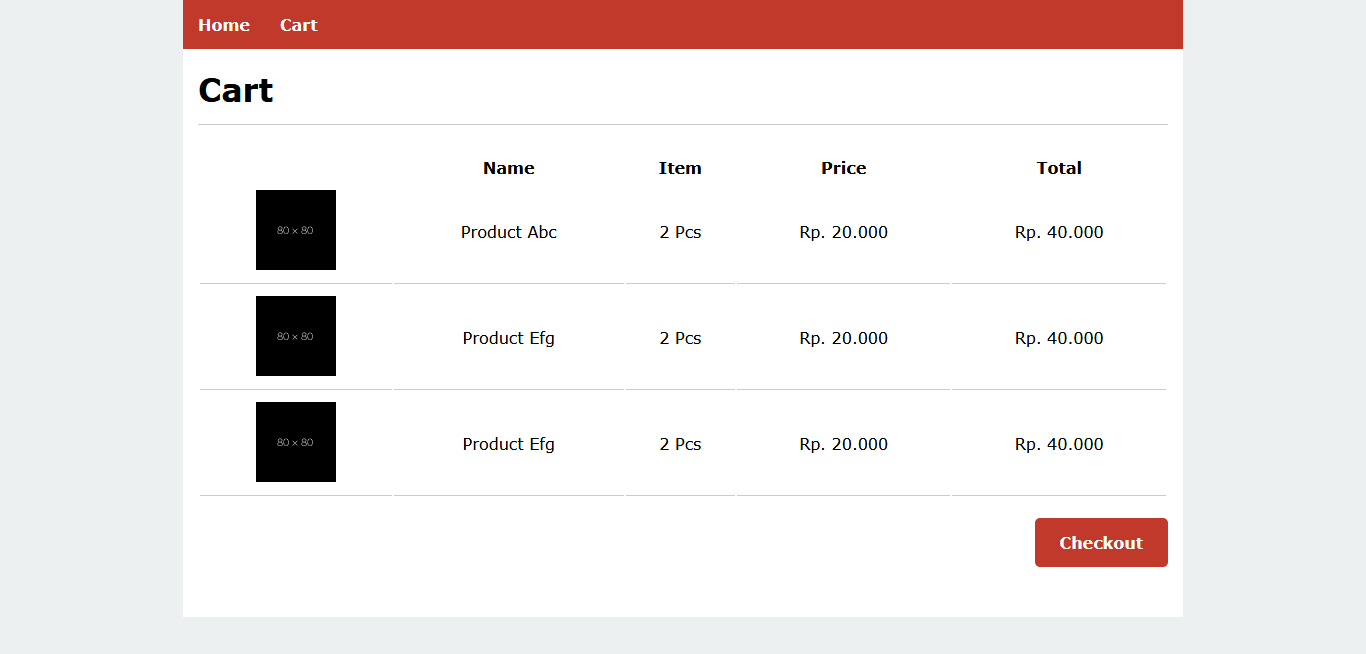 Home Cart
Cart
Name Item Price Total
80 × 80 Product Abc 2 Pcs Rp. 20.000 Rp. 40.000
80 × 80 Product Efg 2 Pcs Rp. 20.000 Rp. 40.000
80 × 80 Product Efg 2 Pcs Rp. 20.000 Rp. 40.000
Checkout